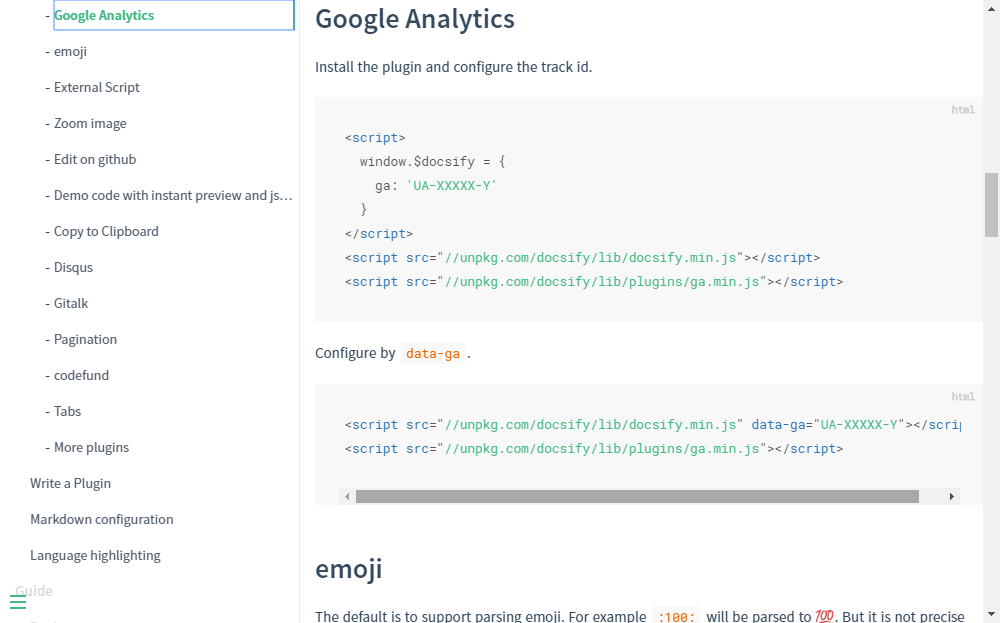 - Google Analytics
- emoji
- External Script
- Zoom image
- Edit on github
- Demo code with instant preview and js…
- Copy to Clipboard
- Disqus
- Gitalk
- Pagination
- codefund
- Tabs
- More plugins
Write a Plugin
Markdown configuration
Language highlighting
Guide
Google Analytics
Install the plugin and configure the track id.
html
<script>
  window.$docsify = {
    ga: 'UA-XXXXX-Y'
  }
</script>
<script src="//unpkg.com/docsify/lib/docsify.min.js"></script>
<script src="//unpkg.com/docsify/lib/plugins/ga.min.js"></script>
Configure by data-ga .
html
<script src="//unpkg.com/docsify/lib/docsify.min.js" data-ga="UA-XXXXX-Y"></scrip
<script src="//unpkg.com/docsify/lib/plugins/ga.min.js"></script>
emoji
The default is to support parsing emoji. For example :100: will be parsed to 💯. But it is not precise